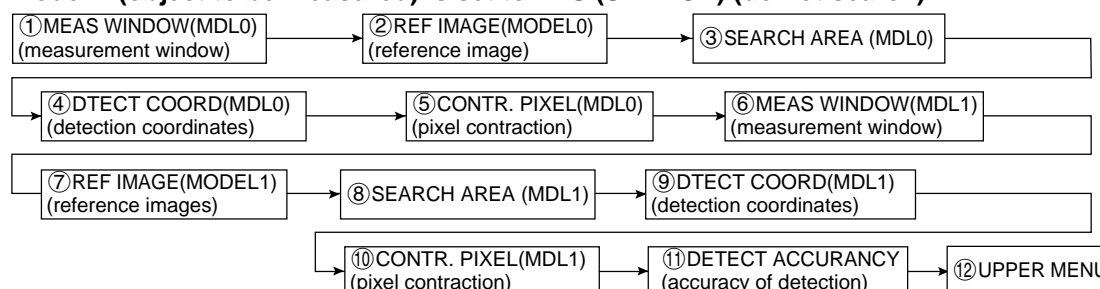 ①MEAS WINDOW(MDL0)
(measurement window)
②REF IMAGE(MODEL0)
(reference image)
③SEARCH AREA (MDL0)
④DTECT COORD(MDL0)
(detection coordinates)
⑤CONTR. PIXEL(MDL0)
(pixel contraction)
⑥MEAS WINDOW(MDL1)
(measurement window)
⑦REF IMAGE(MODEL1)
(reference images)
⑧SEARCH AREA (MDL1)
⑨DTECT COORD(MDL1)
(detection coordinates)
⑩CONTR. PIXEL(MDL1)
(pixel contraction)
⑪DETECT ACCURANCY
(accuracy of detection)
⑫UPPER MENU